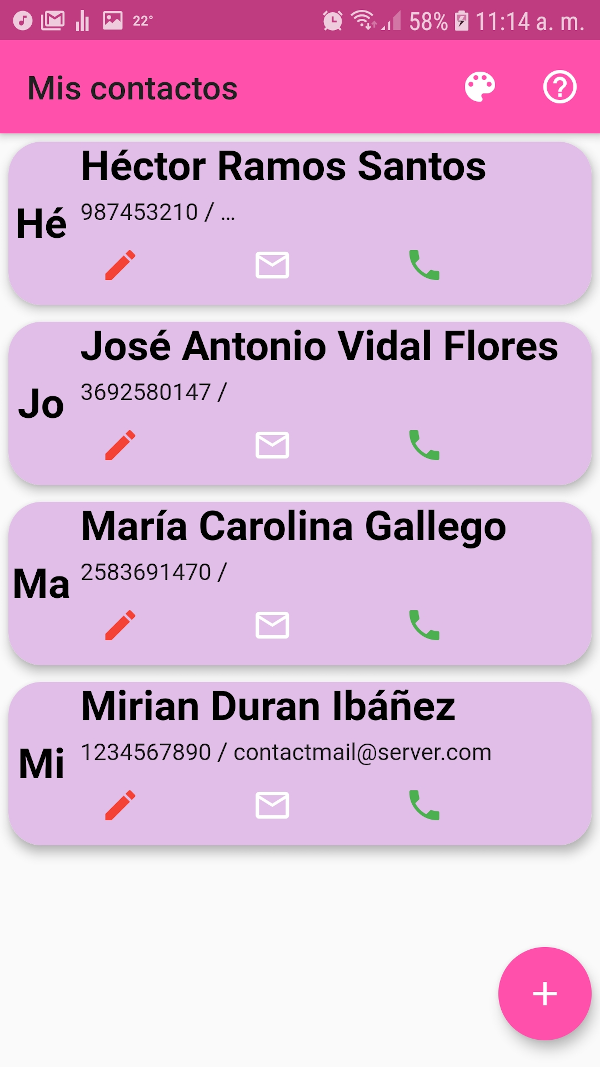 22° 58% 11:14 a. m.
Mis contactos
Héctor Ramos Santos
Hé
987453210 / ...
José Antonio Vidal Flores
Jo
3692580147 /
María Carolina Gallego
Ma
2583691470 /
Mirian Duran Ibáñez
Mi
1234567890 / contactmail@server.com